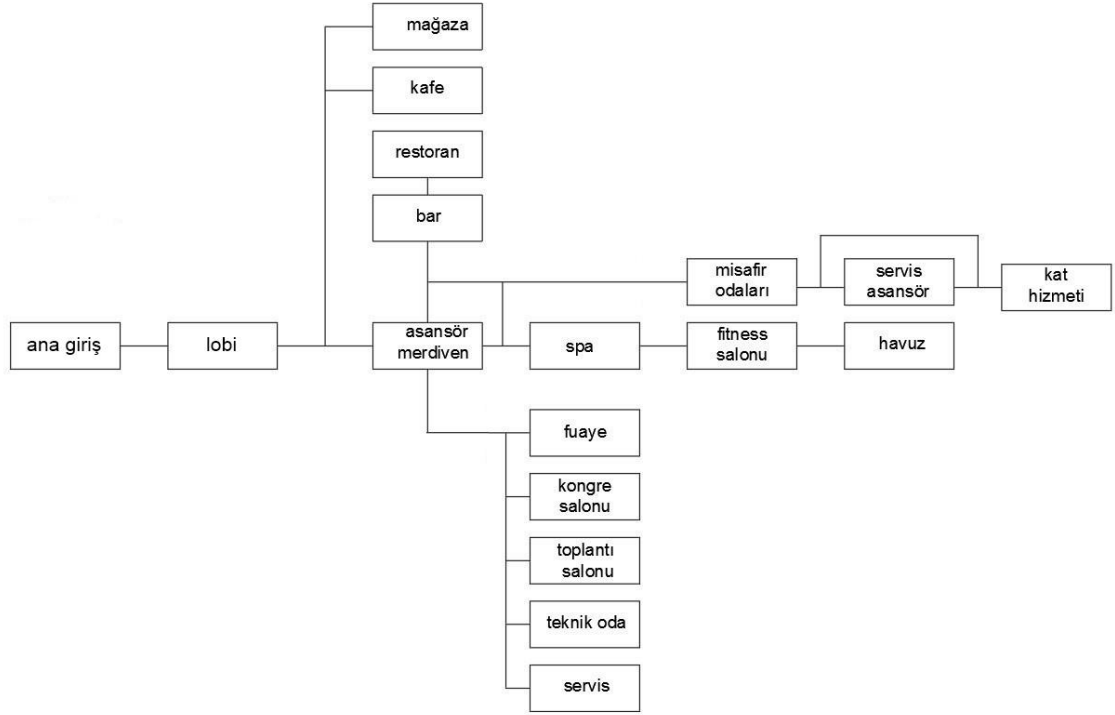 mağaza
kafe
restoran
bar
misafir
odaları
servis
asansör
kat
hizmeti
ana giriş
lobi
asansör
merdiven
spa
fitness
salonu
havuz
fuaye
kongre
salonu
toplantı
salonu
teknik oda
servis